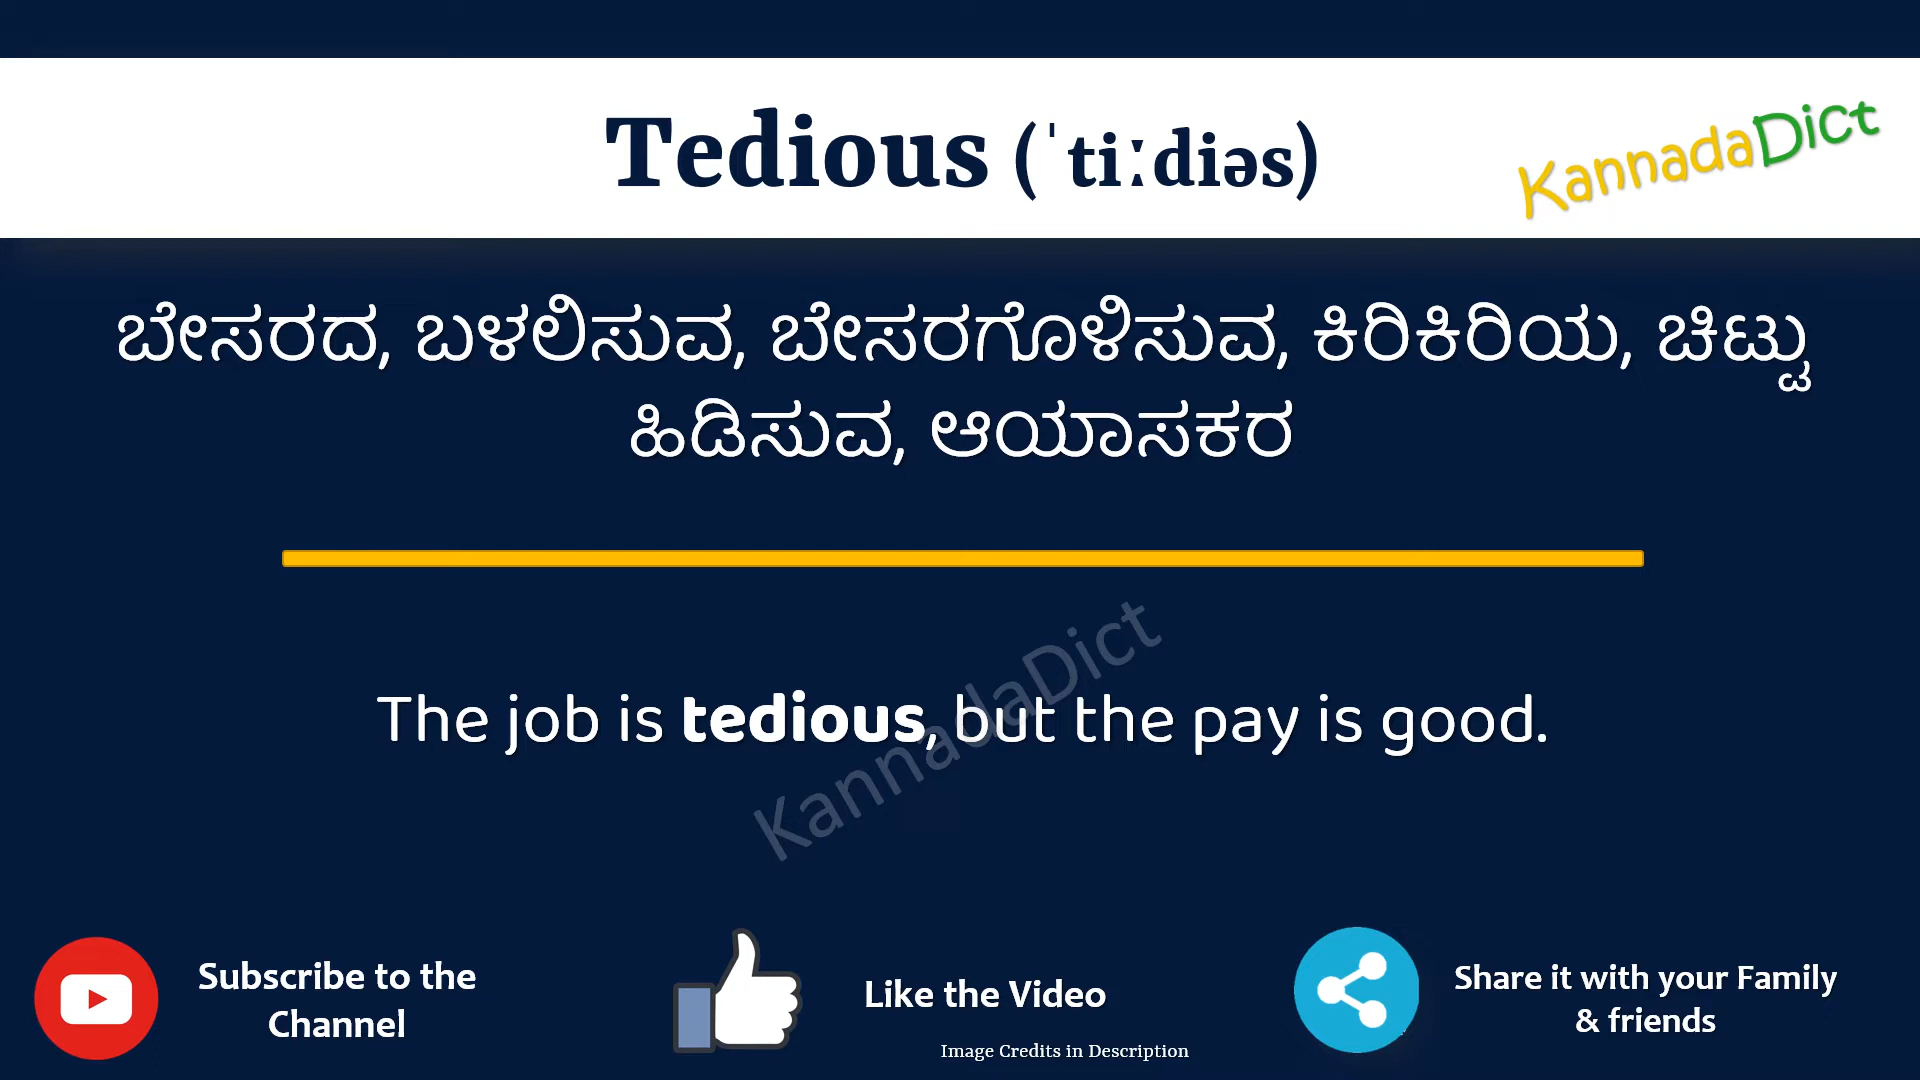 Tedious (ˈtiːdiəs)
KannadaDict
ಬೇಸರದ, ಬಳಲಿಸುವ, ಬೇಸರಗೊಳಿಸುವ, ಕಿರಿಕಿರಿಯ, ಚಿಟ್ಟು
ಹಿಡಿಸುವ, ಆಯಾಸಕರ
The job is tedious, but the pay is good.
KannadaDict
Subscribe to the
Channel
Like the Video
Share it with your Family
& friends
Image Credits in Description